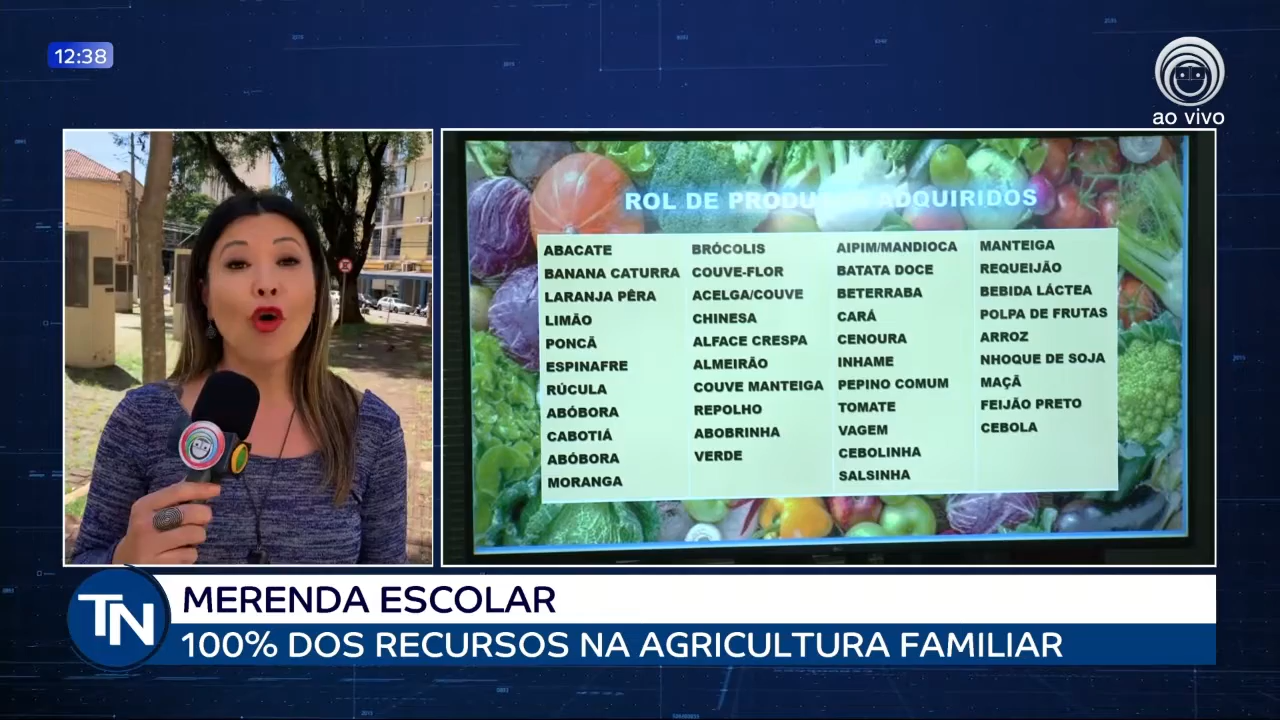 12:38
ao vivo
ROL DE PRODU ADQUIRIDOS
ABACATE
BANANA CATURRA
LARANJA PÊRA
LIMÃO
PONCÃ
ESPINAFRE
RÚCULA
ABÓBORA
CABOTIÁ
ABÓBORA
MORANGA
BRÓCOLIS
COUVE-FLOR
ACELGA/COUVE
CHINESA
ALFACE CRESPA
ALMEIRÃO
COUVE MANTEIGA
REPOLHO
ABOBRINHA
VERDE
AIPIM/MANDIOCA
BATATA DOCE
BETERRABA
CARÁ
CENOURA
INHAME
PEPINO COMUM
TOMATE
VAGEM
CEBOLINHA
SALSINHA
MANTEIGA
REQUEIJÃO
BEBIDA LÁCTEA
POLPA DE FRUTAS
ARROZ
NHOQUE DE SOJA
MAÇÃ
FEIJÃO PRETO
CEBOLA
TN
MERENDA ESCOLAR
100% DOS RECURSOS NA AGRICULTURA FAMILIAR